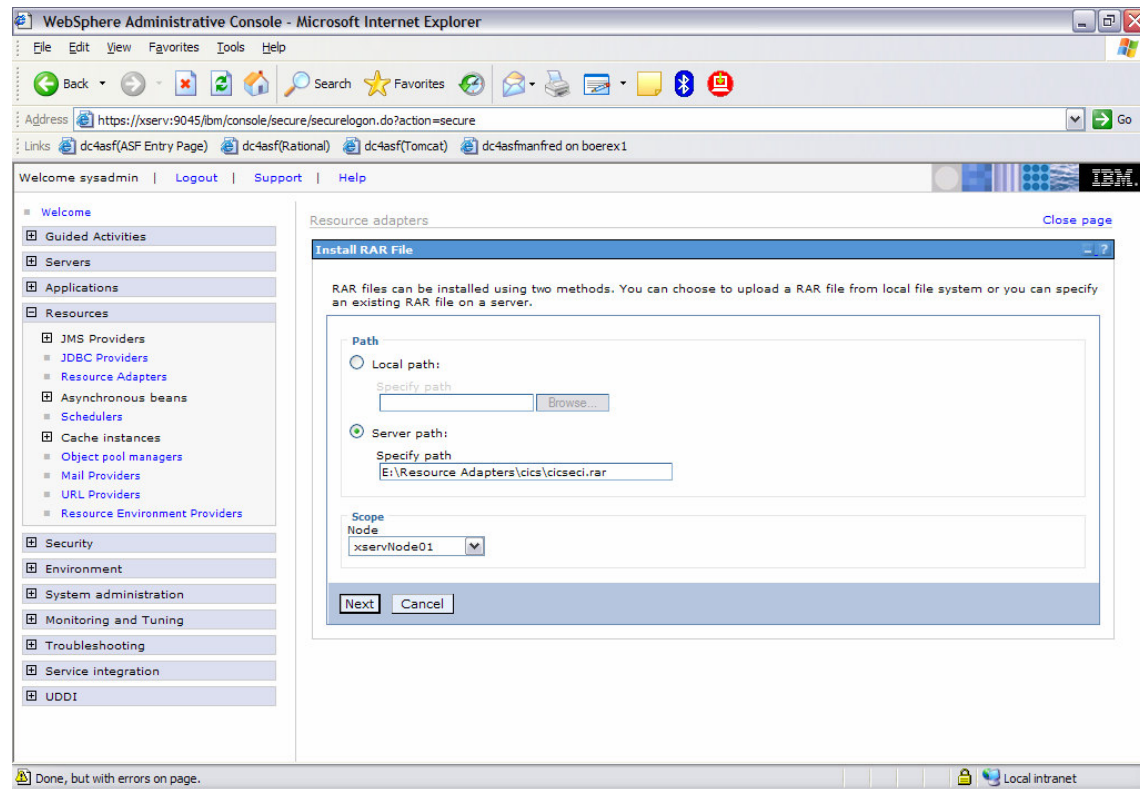 WebSphere Administrative Console - Microsoft Internet Explorer
File Edit View Favorites Tools Help
Back Search Favorites
Address https://xserv:9045/ibm/console/secure/securelogon.do?action=secure Go
Links dc4asf(ASF Entry Page) dc4asf(Rational) dc4asf(Tomcat) dc4asfmanfred on boerex1
Welcome sysadmin | Logout | Support | Help IBM.
Welcome
Guided Activities
Servers
Applications
Resources
JMS Providers
JDBC Providers
Resource Adapters
Asynchronous beans
Schedulers
Cache instances
Object pool managers
Mail Providers
URL Providers
Resource Environment Providers
Security
Environment
System administration
Monitoring and Tuning
Troubleshooting
Service integration
UDDI
Resource adapters Close page
Install RAR File ?
RAR files can be installed using two methods. You can choose to upload a RAR file from local file system or you can specify
an existing RAR file on a server.
Path
Local path:
Specify path
Browse...
Server path:
Specify path
E:\Resource Adapters\cics\cicseci.rar
Scope
Node
xservNode01
Next Cancel
Done, but with errors on page. Local intranet